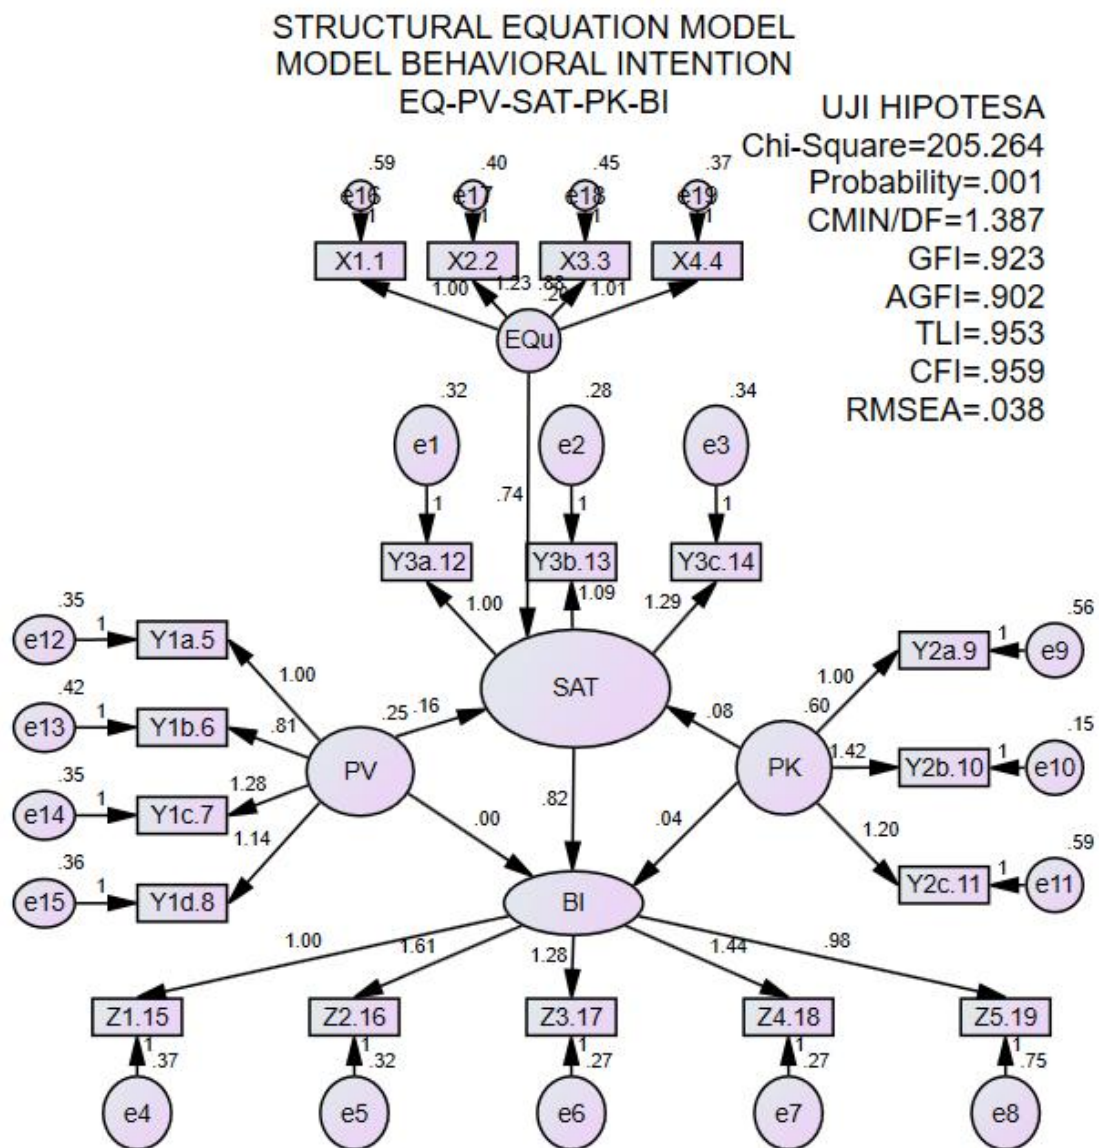 STRUCTURAL EQUATION MODEL
MODEL BEHAVIORAL INTENTION
EQ-PV-SAT-PK-BI
UJI HIPOTESA
Chi-Square=205.264
Probability=.001
CMIN/DF=1.387
GFI=.923
AGFI=.902
TLI=.953
CFI=.959
RMSEA=.038
.59 .40 .45 .37
e16 e17 e18 e19
1 1 1 1
X1.1 X2.2 X3.3 X4.4
1.00 1.23 .88 1.01
EQu
.32 .28 .34
e1 e2 e3
.74
1 1 1
Y3a.12 Y3b.13 Y3c.14
1.00 1.09 1.29
.35 .56
e12 1 Y1a.5 Y2a.9 1 e9
1.00 SAT 1.00
.42 .60
e13 1 Y1b.6 .81 .25 .16 .08 .15
PV PK 1.42 Y2b.10 1 e10
.35
e14 1 Y1c.7 1.28 .00 .82 .04 1.20 .59
.36 1.14
e15 1 Y1d.8 BI Y2c.11 1 e11
1.00 1.61 1.28 1.44 .98
Z1.15 Z2.16 Z3.17 Z4.18 Z5.19
1 1 1 1 1
.37 .32 .27 .27 .75
e4 e5 e6 e7 e8